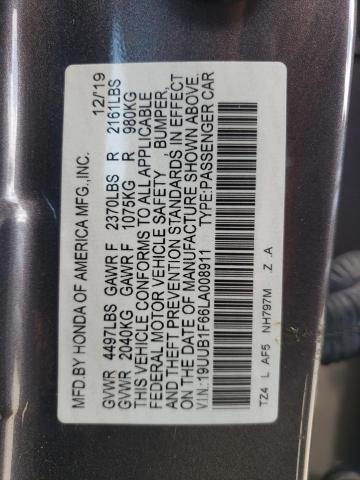 MFD.BY HONDA OF AMERICA MFG.,INC. 12/'19
GVWR 4497LBS GAWR F 2370LBS R 2161LBS
GVWR 2040KG GAWR F 1075KG R 980KG
THIS VEHICLE CONFORMS TO ALL APPLICABLE
FEDERAL MOTOR VEHICLE SAFETY BUMPER,
AND THEFT PREVENTION STANDARDS IN EFFECT
ON THE DATE OF MANUFACTURE SHOWN ABOVE.
V.I.N.:19UUB1F66LA008911 TYPE:PASSENGER CAR
TZ4 L AF5 NH797M Z .A